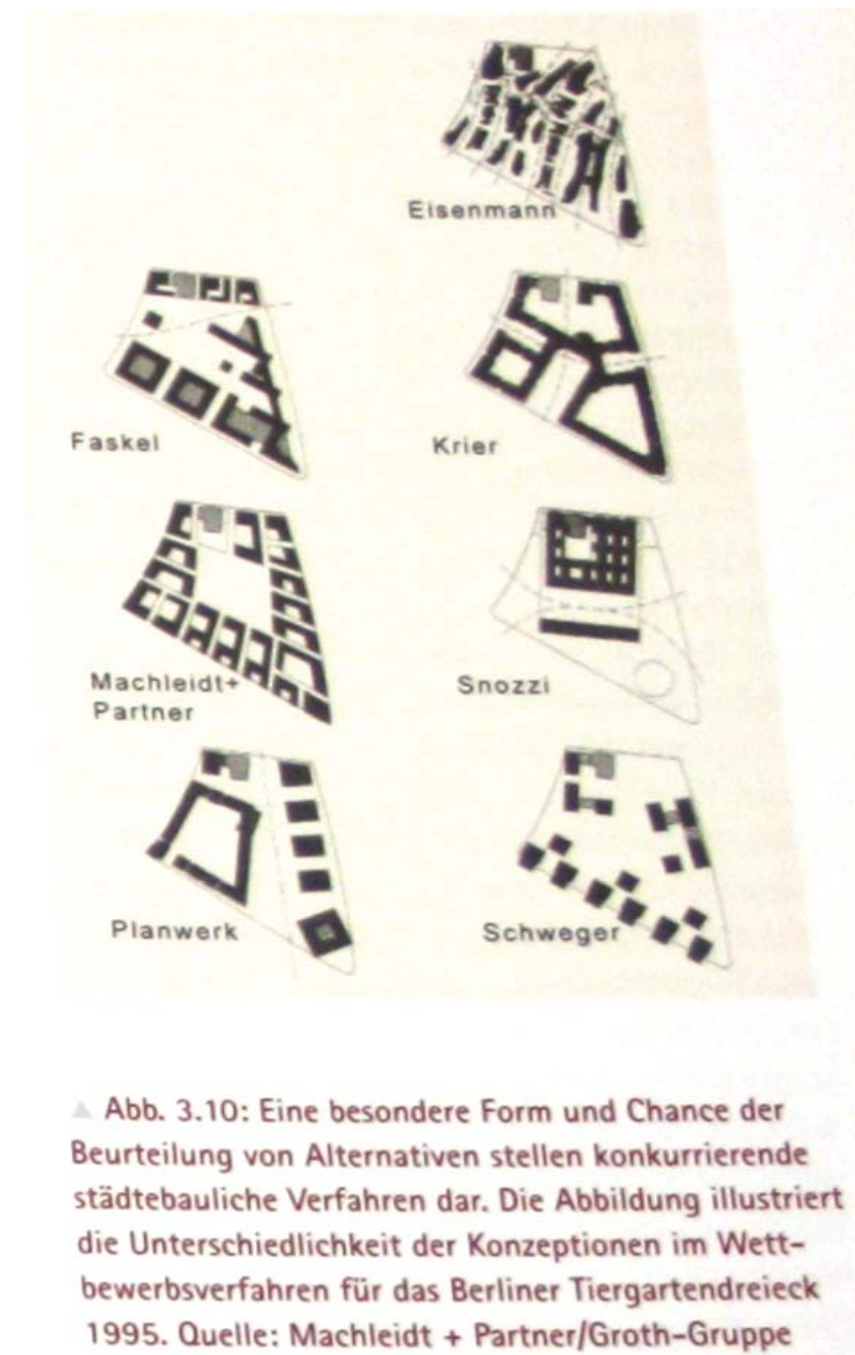 Eisenmann
Faskel
Krier
Machleidt+
Partner
Snozzi
Planwerk
Schweger
Abb. 3.10: Eine besondere Form und Chance der
Beurteilung von Alternativen stellen konkurrierende
städtebauliche Verfahren dar. Die Abbildung illustriert
die Unterschiedlichkeit der Konzeptionen im Wett-
bewerbsverfahren für das Berliner Tiergartendreieck
1995. Quelle: Machleidt + Partner/Groth-Gruppe